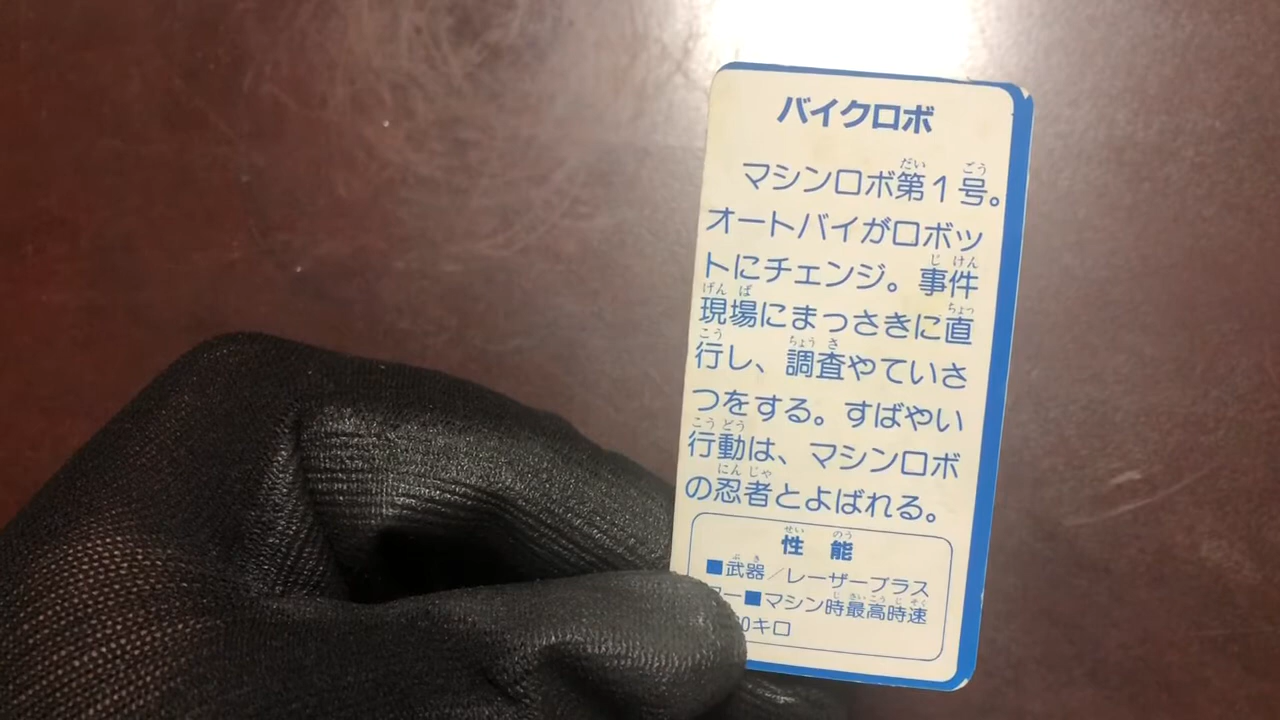 バイクロボ
マシンロボ第1号。
オートバイがロボッ
トにチェンジ。事件
現場にまっさきに直
行し、調査やていさ
つをする。すばやい
行動は、マシンロボ
の忍者とよばれる。
性能
■武器/レーザーブラス
ー■マシン時最高時速
0キロ